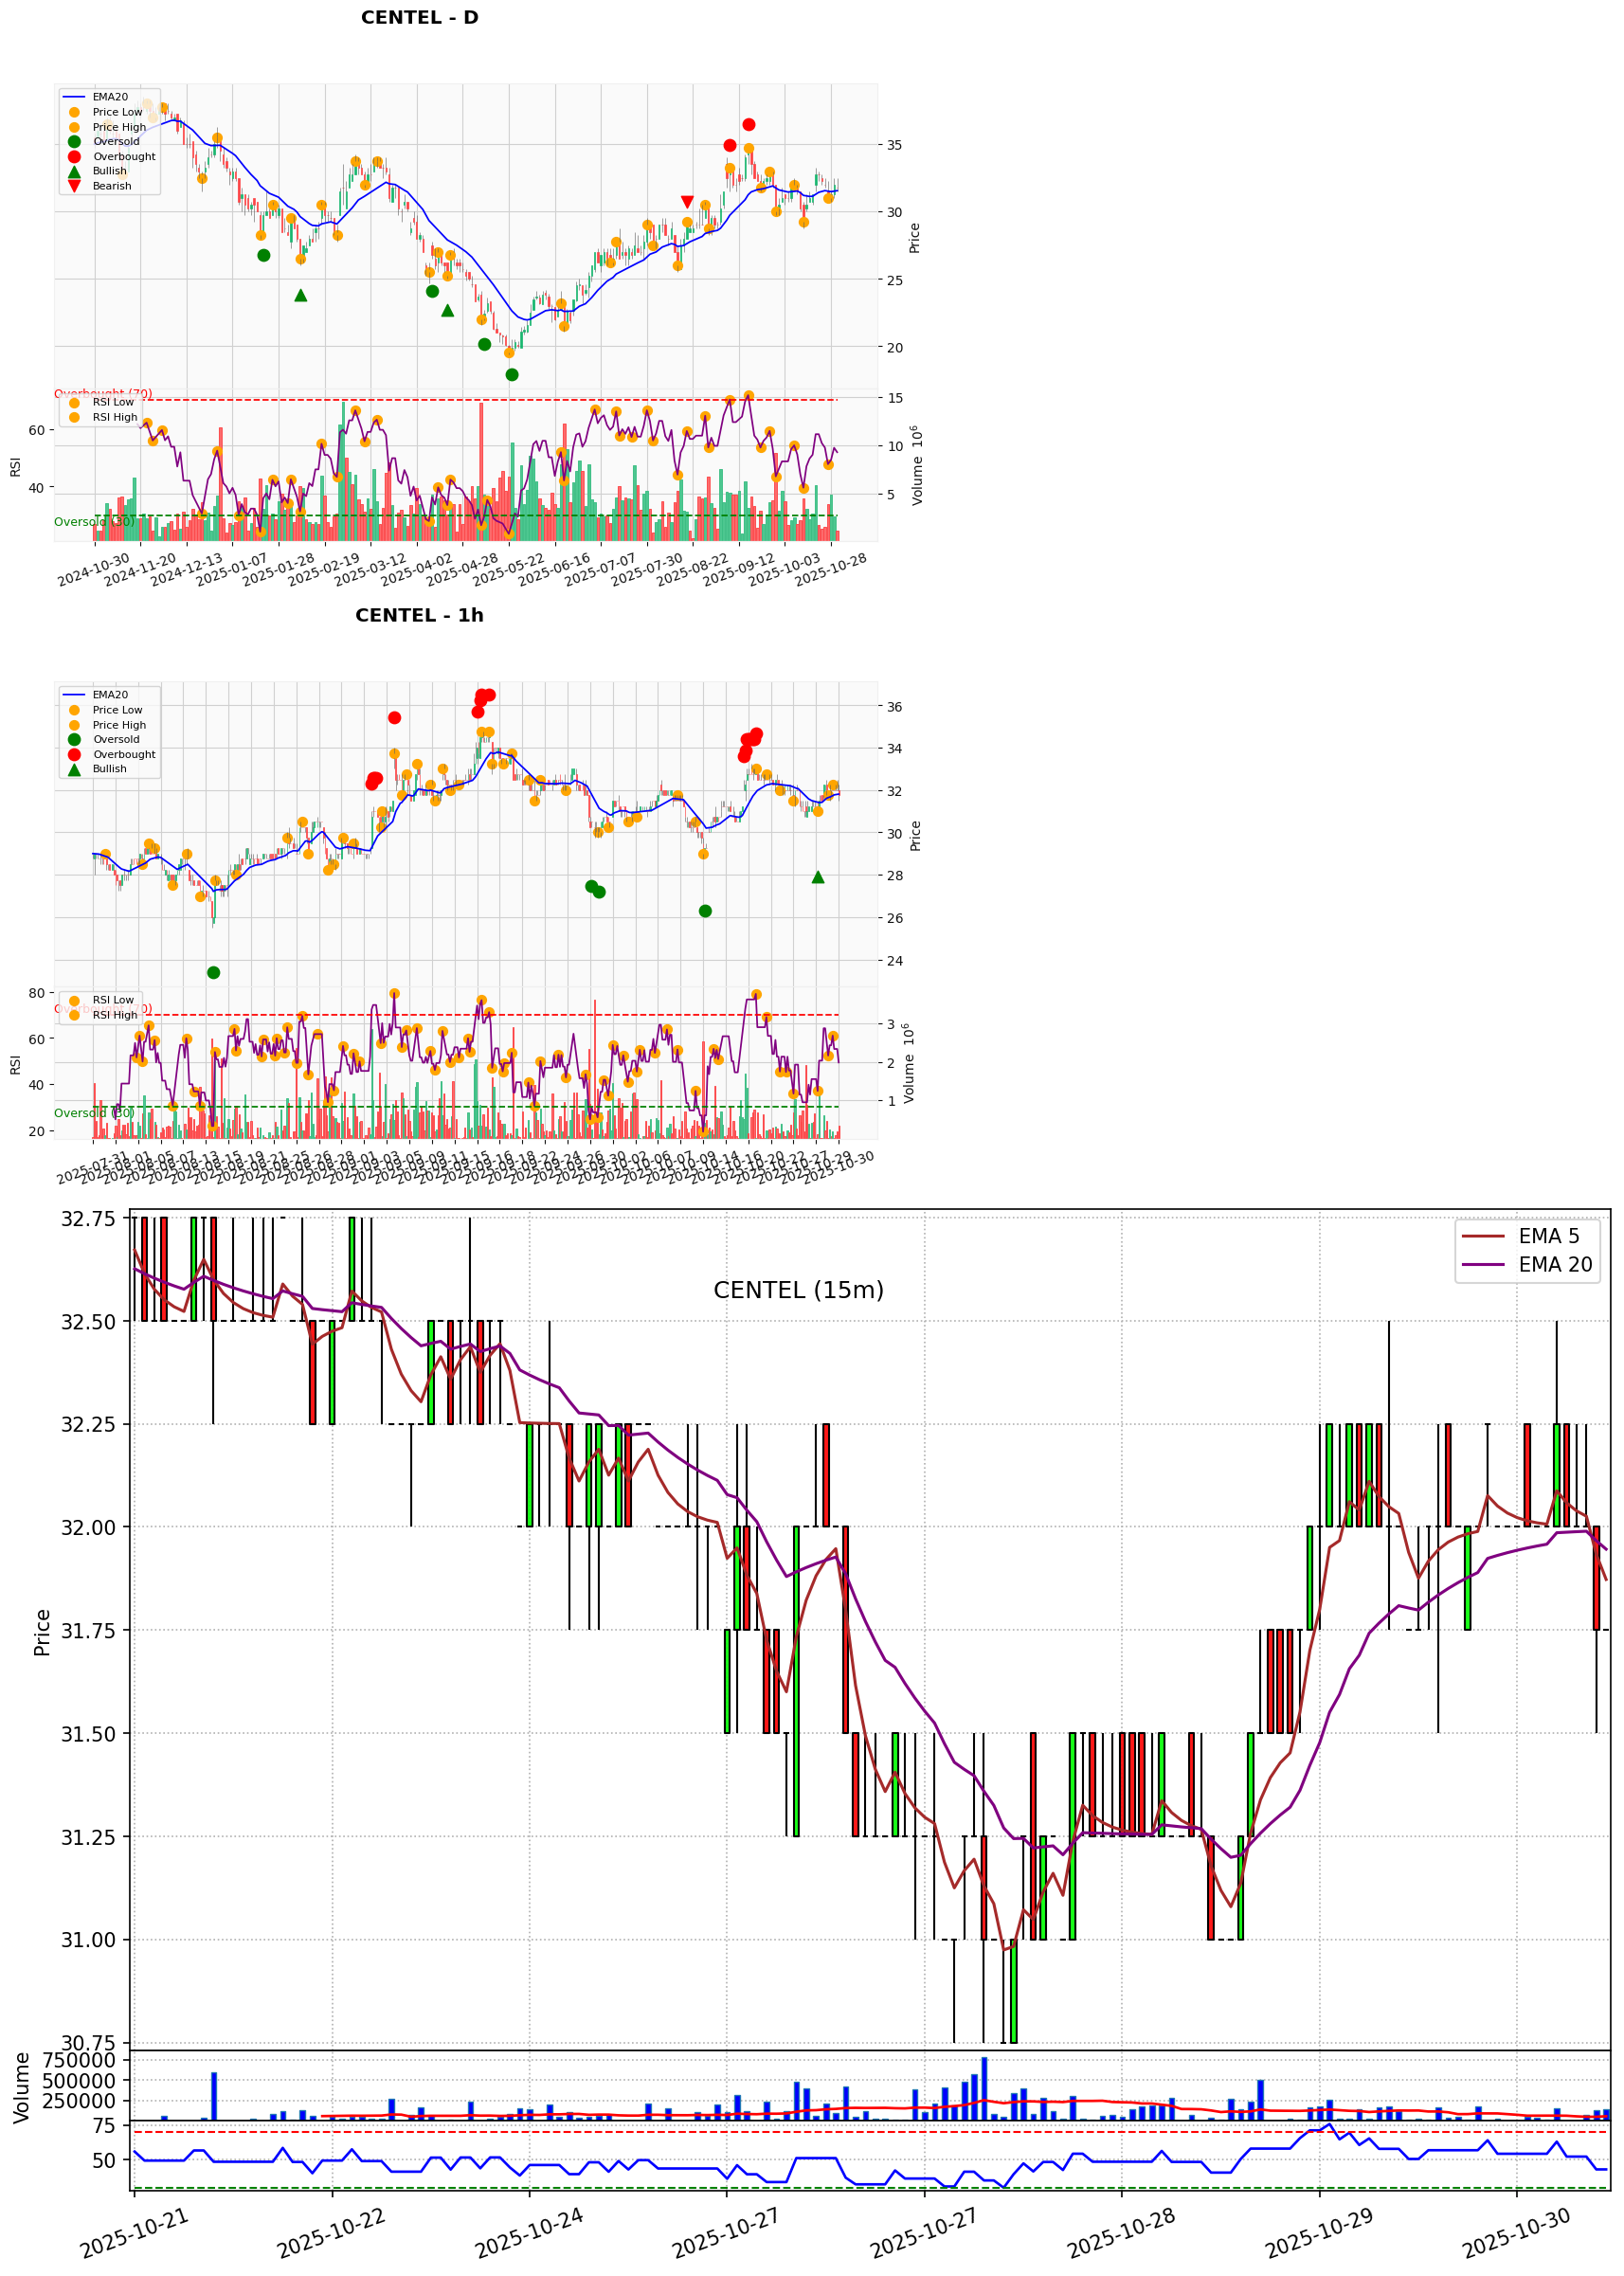 CENTEL - D
EMA20
Price Low
Price High
Oversold
Overbought
Bullish
Bearish
35
30
25
20
Price
Overbought (70)
RSI Low
RSI High
Oversold (30)
60
40
RSI
15
10
5
Volume 10^6
2024-10-30
2024-11-20
2024-12-13
2025-01-07
2025-01-28
2025-02-19
2025-03-12
2025-04-02
2025-04-28
2025-05-22
2025-06-16
2025-07-07
2025-07-30
2025-08-22
2025-09-12
2025-10-03
2025-10-28
CENTEL - 1h
EMA20
Price Low
Price High
Oversold
Overbought
Bullish
36
34
32
30
28
26
24
Price
RSI Low
RSI High
Oversold (30)
80
60
40
20
RSI
3
2
1
Volume 10^6
2025-10-30
CENTEL (15m)
EMA 5
EMA 20
32.75
32.50
32.25
32.00
31.75
31.50
31.25
31.00
30.75
Price
7500000
5000000
2500000
Volume
75
50
2025-10-21
2025-10-22
2025-10-24
2025-10-27
2025-10-27
2025-10-28
2025-10-29
2025-10-30